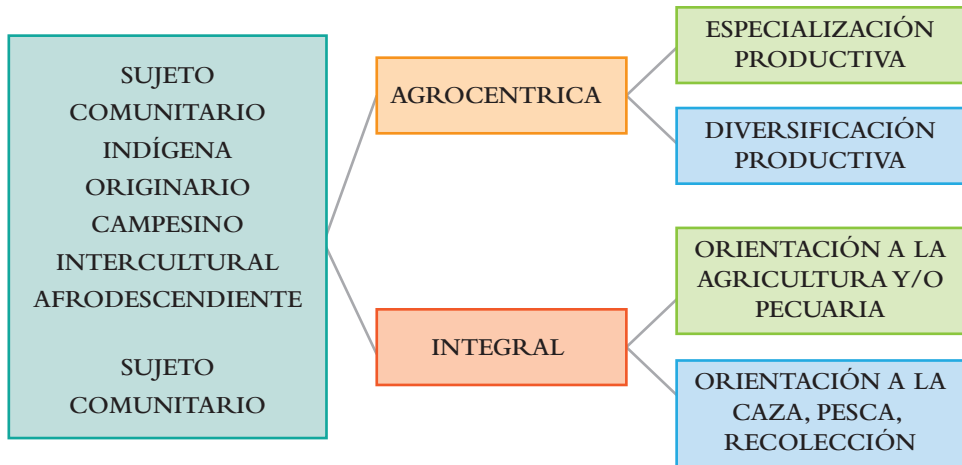 SUJETO
COMUNITARIO
INDÍGENA
ORIGINARIO
CAMPESINO
INTERCULTURAL
AFRODESCENDIENTE
SUJETO
COMUNITARIO
AGROCENTRICA
ESPECIALIZACIÓN
PRODUCTIVA
DIVERSIFICACIÓN
PRODUCTIVA
INTEGRAL
ORIENTACIÓN A LA
AGRICULTURA Y/O
PECUARIA
ORIENTACIÓN A LA
CAZA, PESCA,
RECOLECCIÓN